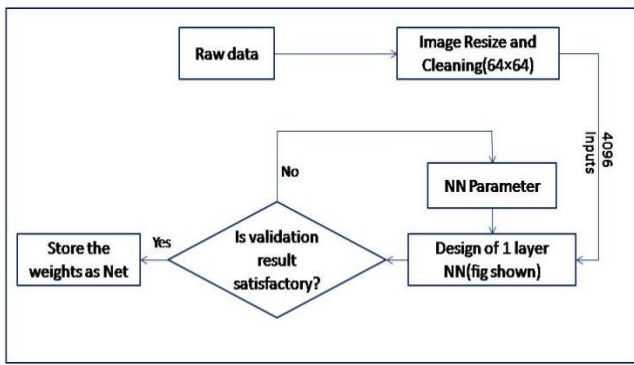 Raw data
Image Resize and
Cleaning(64×64)
4096
Inputs
No
NN Parameter
Store the
weights as Net
Yes
Is validation
result
satisfactory?
Design of 1 layer
NN(fig shown)